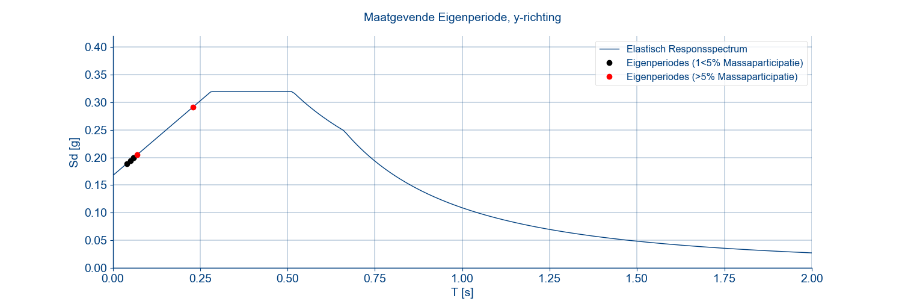 Maatgevende Eigenperiode, y-richting
Elastisch Responsspectrum
Eigenperiodes (1<5% Massaparticipatie)
Eigenperiodes (>5% Massaparticipatie)
Sd [g]
0.40
0.35
0.30
0.25
0.20
0.15
0.10
0.05
0.00
0.00 0.25 0.50 0.75 1.00 1.25 1.50 1.75 2.00
T [s]